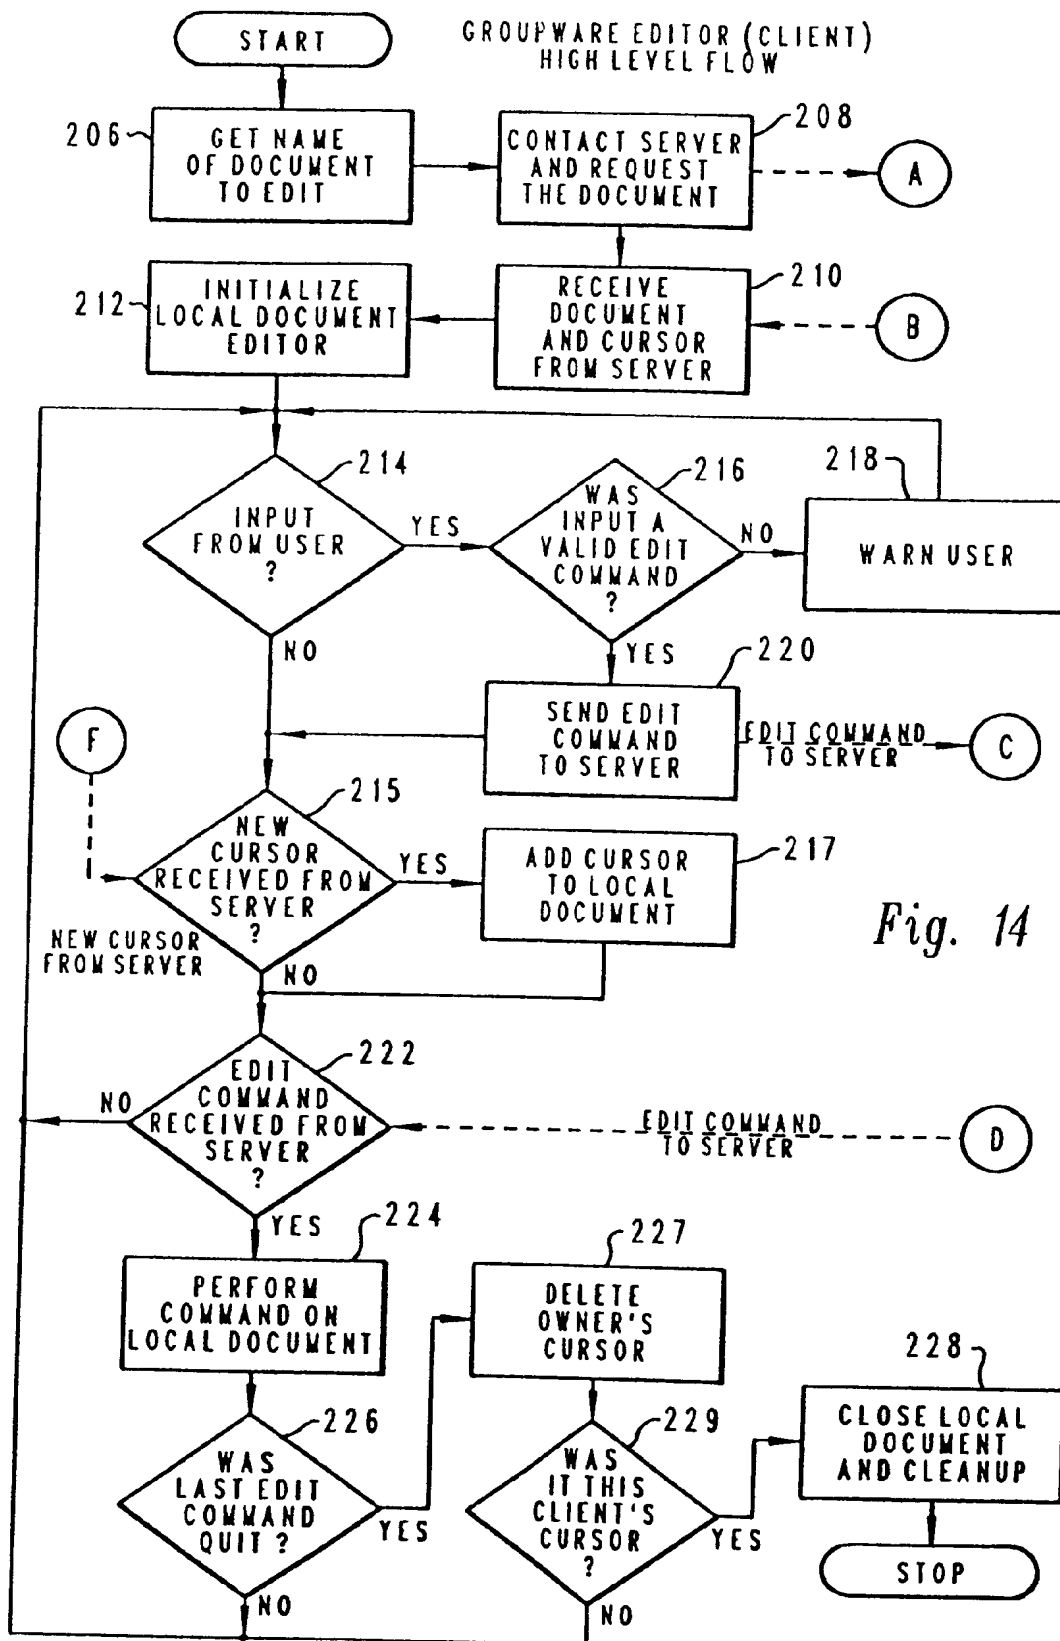 START
GROUPWARE EDITOR (CLIENT)
HIGH LEVEL FLOW
206
GET NAME
OF DOCUMENT
TO EDIT
208
CONTACT SERVER
AND REQUEST
THE DOCUMENT
A
212
INITIALIZE
LOCAL DOCUMENT
EDITOR
210
RECEIVE
DOCUMENT
AND CURSOR
FROM SERVER
B
214
INPUT
FROM USER
?
YES
NO
216
WAS
INPUT A
VALID EDIT
COMMAND
?
NO
YES
218
WARN USER
220
SEND EDIT
COMMAND
TO SERVER
EDIT COMMAND
TO SERVER
C
F
215
NEW
CURSOR
RECEIVED FROM
SERVER
?
YES
NO
NEW CURSOR
FROM SERVER
217
ADD CURSOR
TO LOCAL
DOCUMENT
Fig. 14
222
EDIT
COMMAND
RECEIVED FROM
SERVER
?
NO
YES
EDIT COMMAND
TO SERVER
D
224
PERFORM
COMMAND ON
LOCAL DOCUMENT
227
DELETE
OWNER'S
CURSOR
226
WAS
LAST EDIT
COMMAND
QUIT ?
YES
NO
229
WAS
IT THIS
CLIENT'S
CURSOR
?
YES
NO
228
CLOSE LOCAL
DOCUMENT
AND CLEANUP
STOP